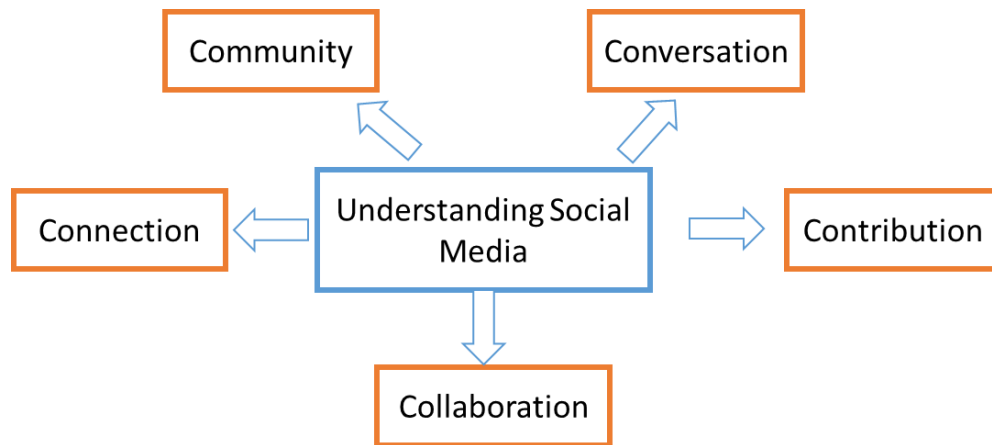 Community
Conversation
Understanding Social
Media
Connection
Contribution
Collaboration